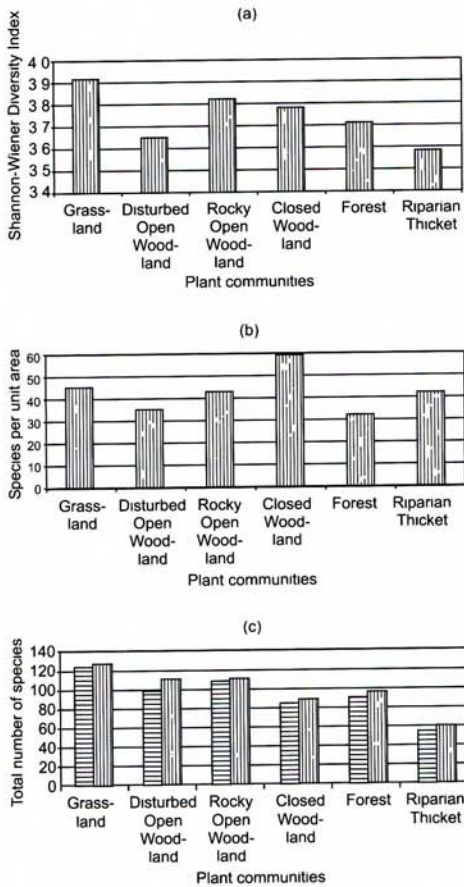 (a)
Shannon-Wiener Diversity Index
4 0
3 9
3 8
3.7
3.6
3.5
3 4
Grass-
land
Disturbed
Open
Wood-
land
Rocky
Open
Wood-
land
Closed
Wood-
land
Forest
Riparian
Thicket
Plant communities
(b)
Species per unit area
60
50
40
30
20
10
0
Grass-
land
Disturbed
Open
Wood-
land
Rocky
Open
Wood-
land
Closed
Wood-
land
Forest
Riparian
Thicket
Plant communities
(c)
Total number of species
140
120
100
80
60
40
20
0
Grass-
land
Disturbed
Open
Wood-
land
Rocky
Open
Wood-
land
Closed
Wood-
land
Forest
Riparian
Thicket
Plant communities